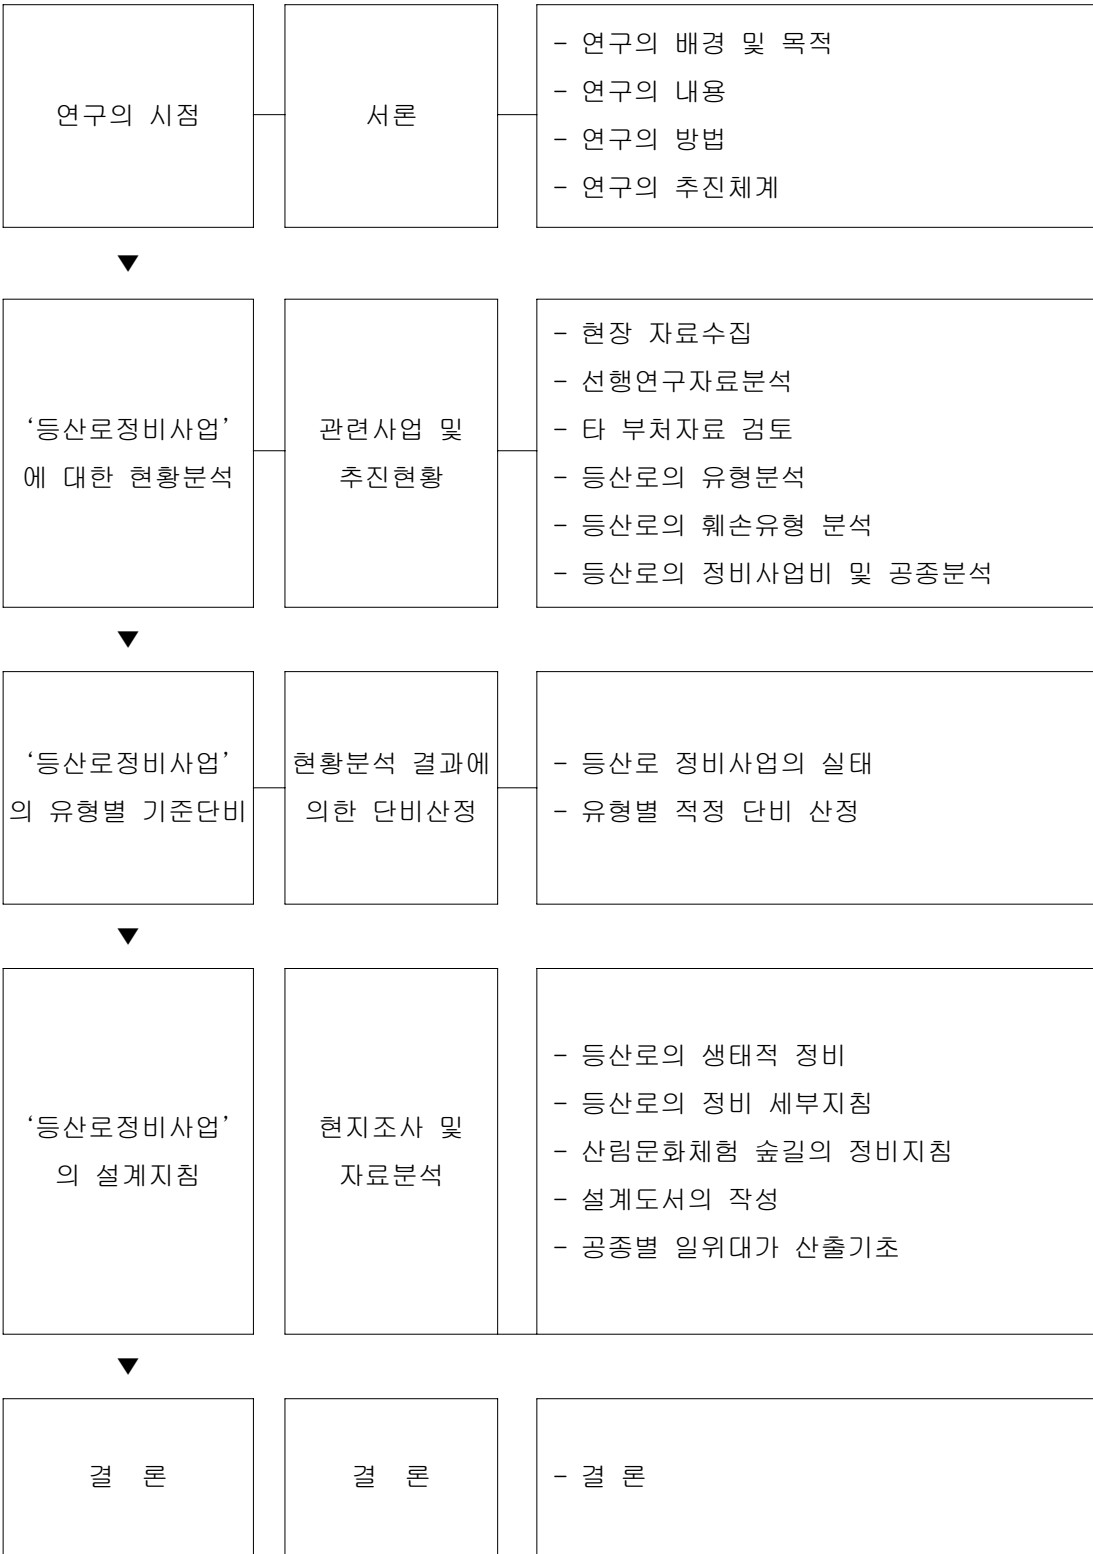 연구의 시점
서론
- 연구의 배경 및 목적
- 연구의 내용
- 연구의 방법
- 연구의 추진체계
▼
‘등산로정비사업’
에 대한 현황분석
관련사업 및
추진현황
- 현장 자료수집
- 선행연구자료분석
- 타 부처자료 검토
- 등산로의 유형분석
- 등산로의 훼손유형 분석
- 등산로의 정비사업비 및 공종분석
▼
‘등산로정비사업’
의 유형별 기준단비
현황분석 결과에
의한 단비산정
- 등산로 정비사업의 실태
- 유형별 적정 단비 산정
▼
‘등산로정비사업’
의 설계지침
현지조사 및
자료분석
- 등산로의 생태적 정비
- 등산로의 정비 세부지침
- 산림문화체험 숲길의 정비지침
- 설계도서의 작성
- 공종별 일위대가 산출기초
▼
결 론
결 론
- 결 론